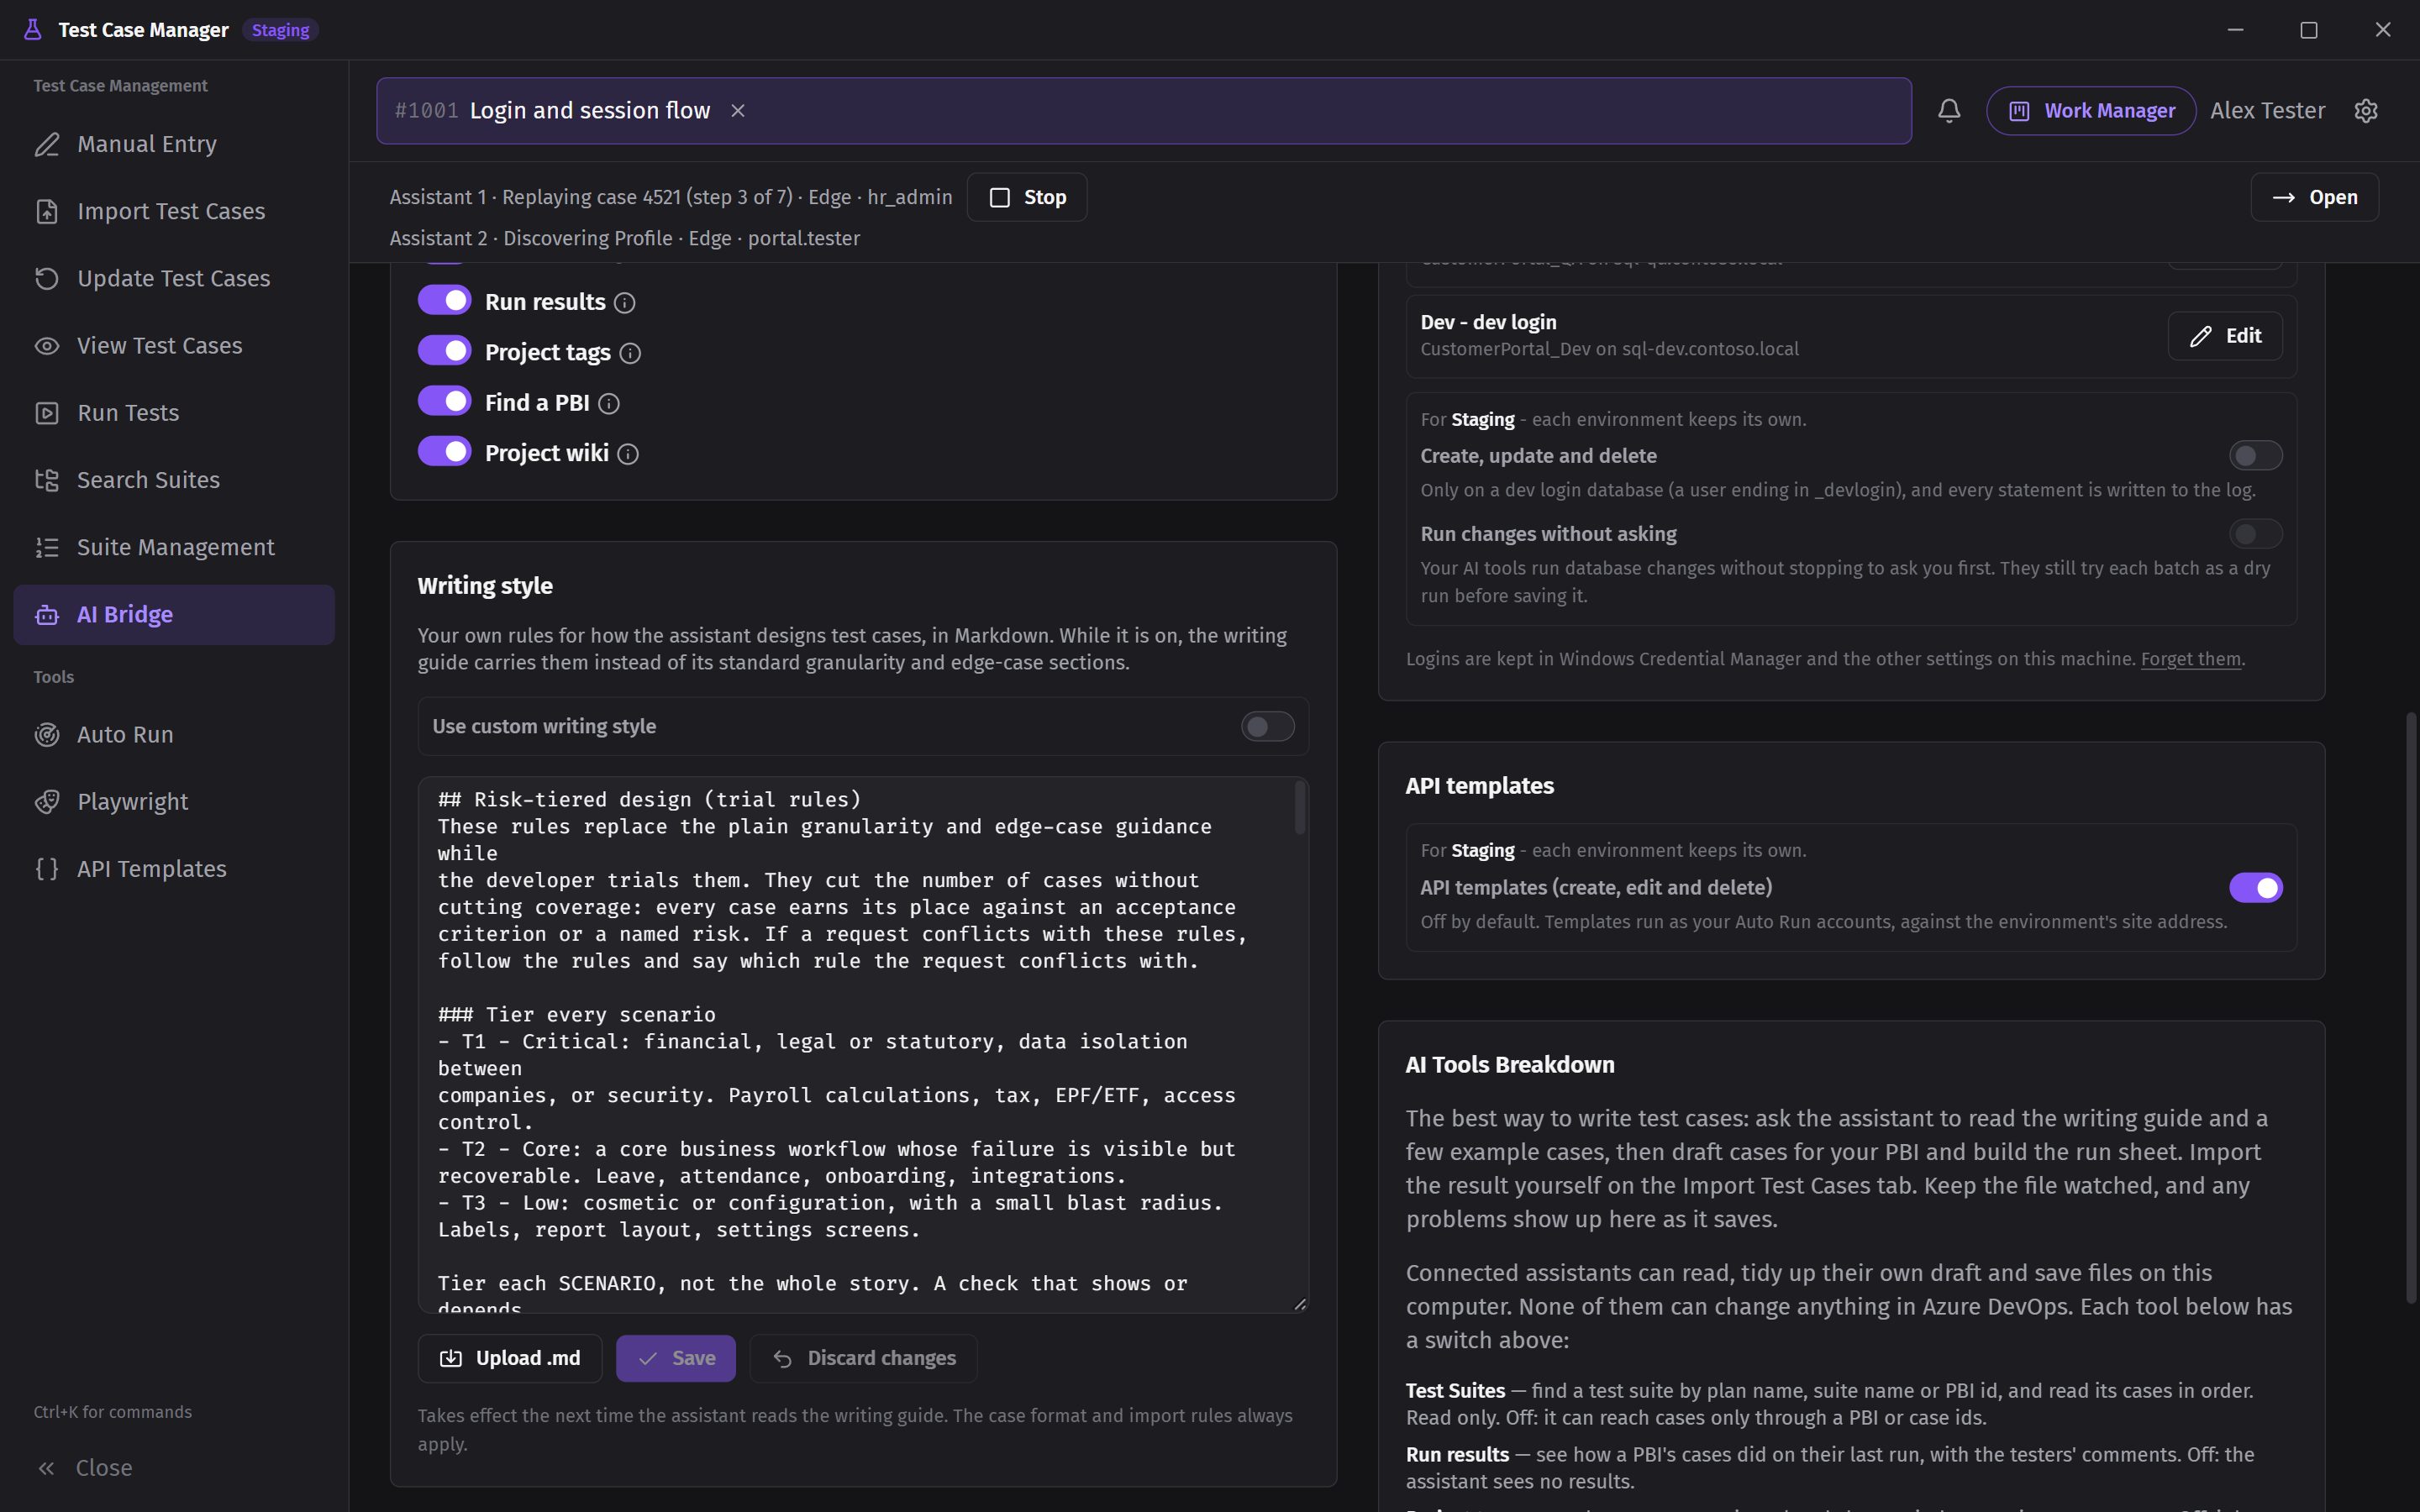 Test Case Manager Staging
Test Case Management
Manual Entry
Import Test Cases
Update Test Cases
View Test Cases
Run Tests
Search Suites
Suite Management
AI Bridge
Tools
Auto Run
Playwright
API Templates
Ctrl+K for commands
Close
#1001 Login and session flow
Work Manager
Alex Tester
Assistant 1 · Replaying case 4521 (step 3 of 7) · Edge · hr_admin
Stop
Open
Assistant 2 · Discovering Profile · Edge · portal.tester
Run results
Project tags
Find a PBI
Project wiki
Writing style
Your own rules for how the assistant designs test cases, in Markdown. While it is on, the writing
guide carries them instead of its standard granularity and edge-case sections.
Use custom writing style
## Risk-tiered design (trial rules)
These rules replace the plain granularity and edge-case guidance
while
the developer trials them. They cut the number of cases without
cutting coverage: every case earns its place against an acceptance
criterion or a named risk. If a request conflicts with these rules,
follow the rules and say which rule the request conflicts with.
### Tier every scenario
- T1 - Critical: financial, legal or statutory, data isolation
between
companies, or security. Payroll calculations, tax, EPF/ETF, access
control.
- T2 - Core: a core business workflow whose failure is visible but
recoverable. Leave, attendance, onboarding, integrations.
- T3 - Low: cosmetic or configuration, with a small blast radius.
Labels, report layout, settings screens.
Tier each SCENARIO, not the whole story. A check that shows or
depends
Upload .md
Save
Discard changes
Takes effect the next time the assistant reads the writing guide. The case format and import rules always
apply.
Dev - dev login
CustomerPortal_Dev on sql-dev.contoso.local
Edit
For Staging - each environment keeps its own.
Create, update and delete
Only on a dev login database (a user ending in _devlogin), and every statement is written to the log.
Run changes without asking
Your AI tools run database changes without stopping to ask you first. They still try each batch as a dry
run before saving it.
Logins are kept in Windows Credential Manager and the other settings on this machine. Forget them.
API templates
For Staging - each environment keeps its own.
API templates (create, edit and delete)
Off by default. Templates run as your Auto Run accounts, against the environment's site address.
AI Tools Breakdown
The best way to write test cases: ask the assistant to read the writing guide and a
few example cases, then draft cases for your PBI and build the run sheet. Import
the result yourself on the Import Test Cases tab. Keep the file watched, and any
problems show up here as it saves.
Connected assistants can read, tidy up their own draft and save files on this
computer. None of them can change anything in Azure DevOps. Each tool below has
a switch above:
Test Suites — find a test suite by plan name, suite name or PBI id, and read its cases in order.
Read only. Off: it can reach cases only through a PBI or case ids.
Run results — see how a PBI's cases did on their last run, with the testers' comments. Off: the
assistant sees no results.